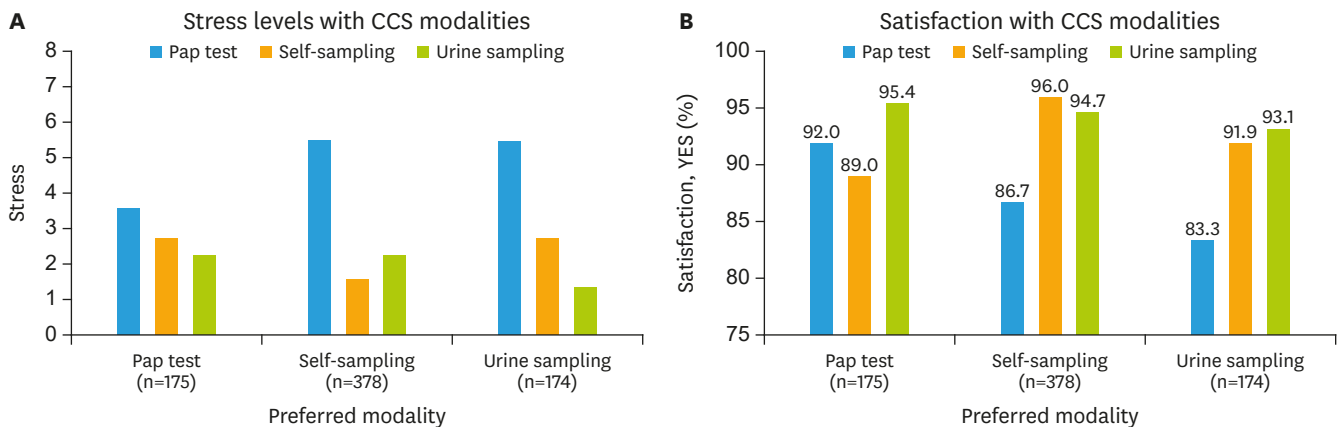 A
Stress levels with CCS modalities
Pap test Self-sampling Urine sampling
Stress
8
7
6
5
4
3
2
1
0
Pap test
(n=175)
Self-sampling
(n=378)
Urine sampling
(n=174)
Preferred modality
B
Satisfaction with CCS modalities
Pap test Self-sampling Urine sampling
Satisfaction, YES (%)
100
95
90
85
80
75
92.0
89.0
95.4
86.7
96.0
94.7
83.3
91.9
93.1
Pap test
(n=175)
Self-sampling
(n=378)
Urine sampling
(n=174)
Preferred modality